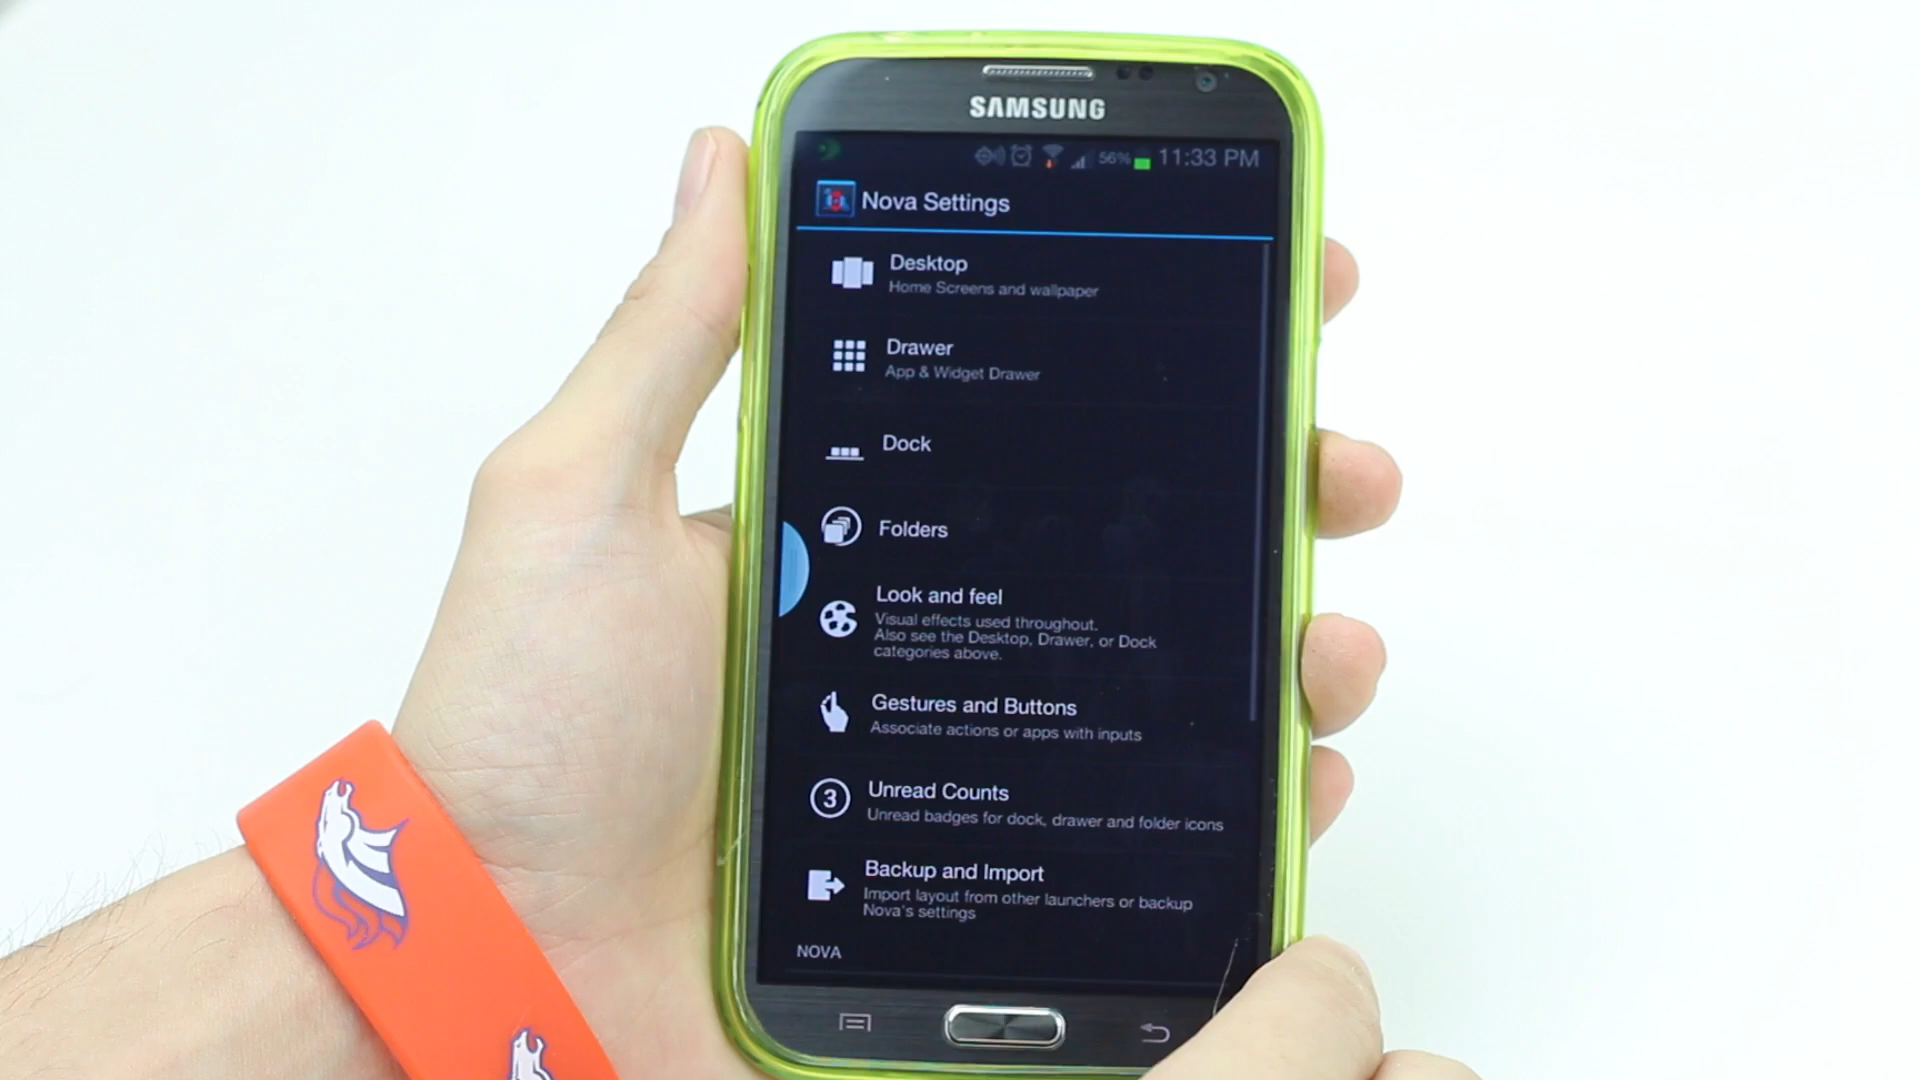 SAMSUNG
56% 11:33 PM
Nova Settings
Desktop
Home Screens and wallpaper
Drawer
App & Widget Drawer
Dock
Folders
Look and feel
Visual effects used throughout.
Also see the Desktop, Drawer, or Dock
categories above.
Gestures and Buttons
Associate actions or apps with inputs
3
Unread Counts
Unread badges for dock, drawer and folder icons
Backup and Import
Import layout from other launchers or backup
Nova's settings
NOVA